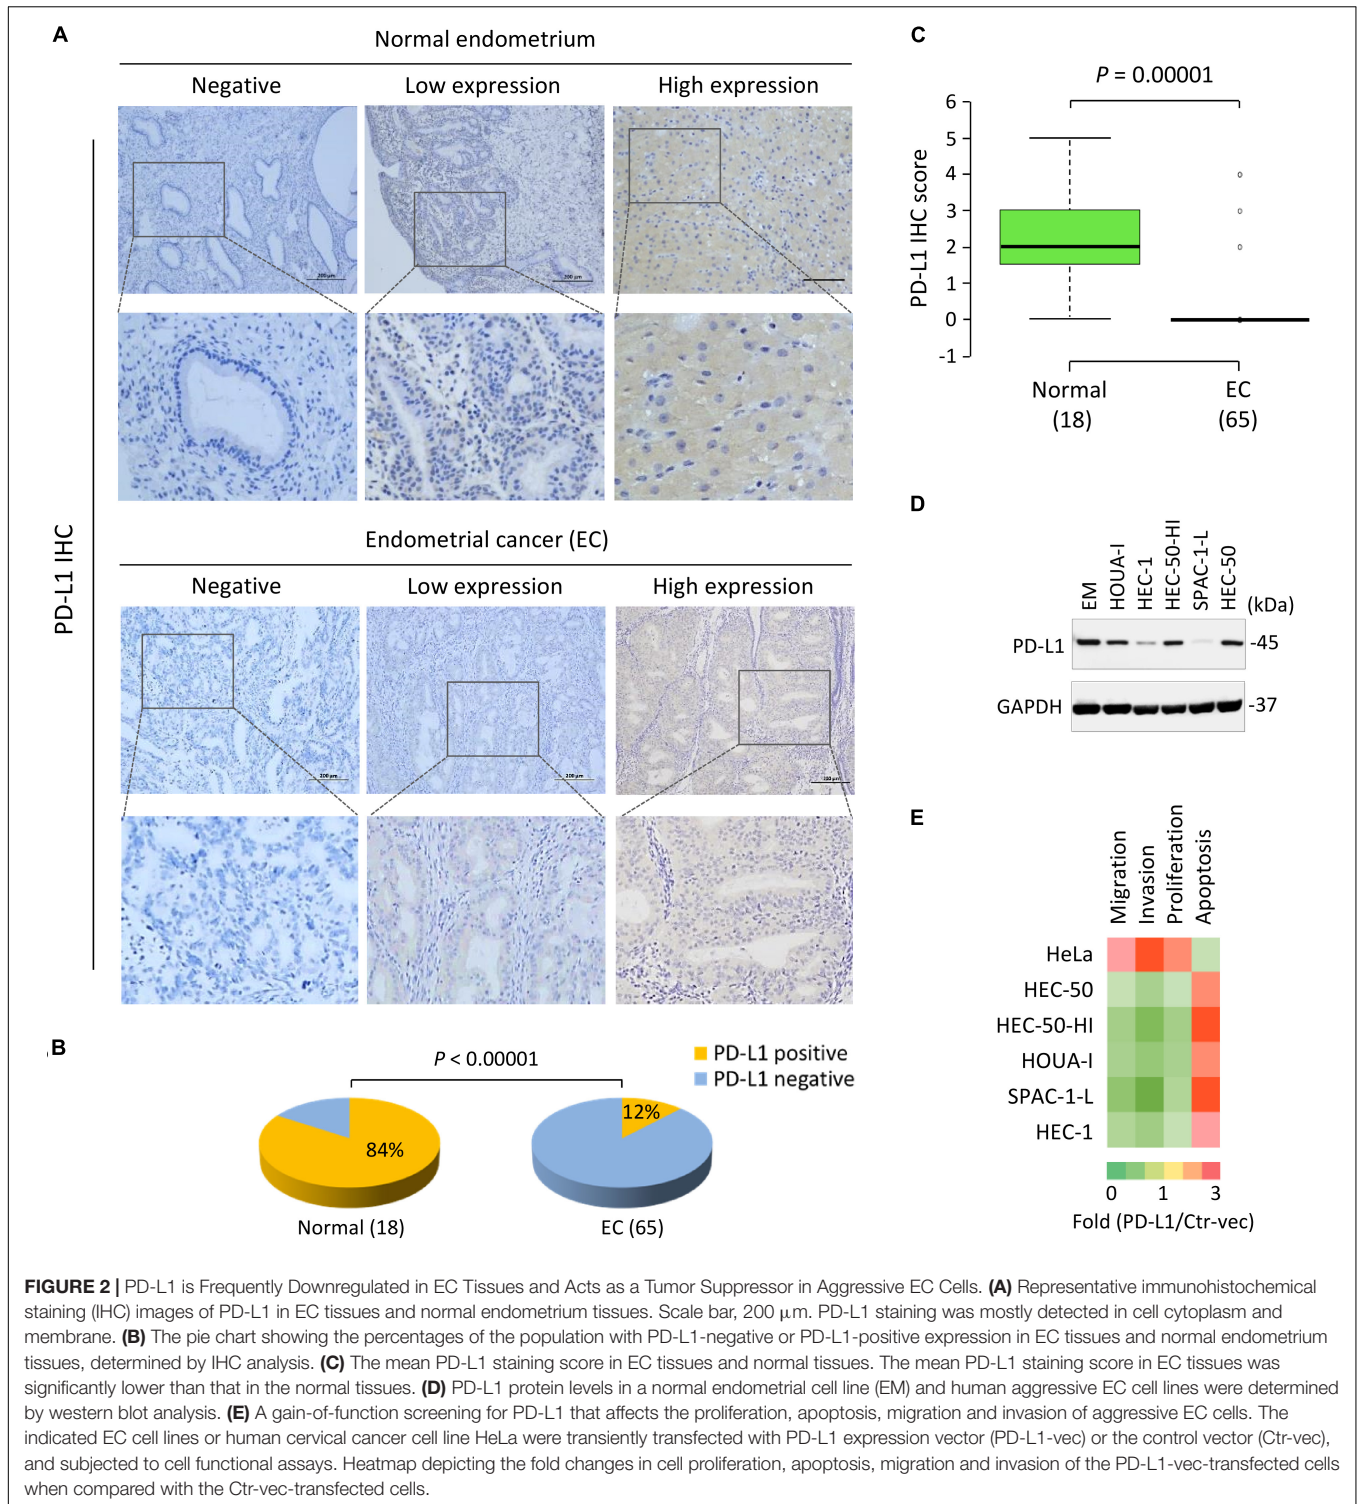 A
Normal endometrium
Negative
Low expression
High expression
200 μm
200 μm
PD-L1 IHC
Endometrial cancer (EC)
Negative
Low expression
High expression
200 μm
200 μm
B
P < 0.00001
PD-L1 positive
PD-L1 negative
84%
12%
Normal (18)
EC (65)
C
P = 0.00001
PD-L1 IHC score
6
5
4
3
2
1
0
-1
Normal
(18)
EC
(65)
D
EM
HOUA-I
HEC-1
HEC-50-HI
SPAC-1-L
HEC-50
(kDa)
PD-L1
-45
GAPDH
-37
E
Migration
Invasion
Proliferation
Apoptosis
HeLa
HEC-50
HEC-50-HI
HOUA-I
SPAC-1-L
HEC-1
0 1 3
Fold (PD-L1/Ctr-vec)
FIGURE 2 | PD-L1 is Frequently Downregulated in EC Tissues and Acts as a Tumor Suppressor in Aggressive EC Cells. (A) Representative immunohistochemical
staining (IHC) images of PD-L1 in EC tissues and normal endometrium tissues. Scale bar, 200 μm. PD-L1 staining was mostly detected in cell cytoplasm and
membrane. (B) The pie chart showing the percentages of the population with PD-L1-negative or PD-L1-positive expression in EC tissues and normal endometrium
tissues, determined by IHC analysis. (C) The mean PD-L1 staining score in EC tissues and normal tissues. The mean PD-L1 staining score in EC tissues was
significantly lower than that in the normal tissues. (D) PD-L1 protein levels in a normal endometrial cell line (EM) and human aggressive EC cell lines were determined
by western blot analysis. (E) A gain-of-function screening for PD-L1 that affects the proliferation, apoptosis, migration and invasion of aggressive EC cells. The
indicated EC cell lines or human cervical cancer cell line HeLa were transiently transfected with PD-L1 expression vector (PD-L1-vec) or the control vector (Ctr-vec),
and subjected to cell functional assays. Heatmap depicting the fold changes in cell proliferation, apoptosis, migration and invasion of the PD-L1-vec-transfected cells
when compared with the Ctr-vec-transfected cells.